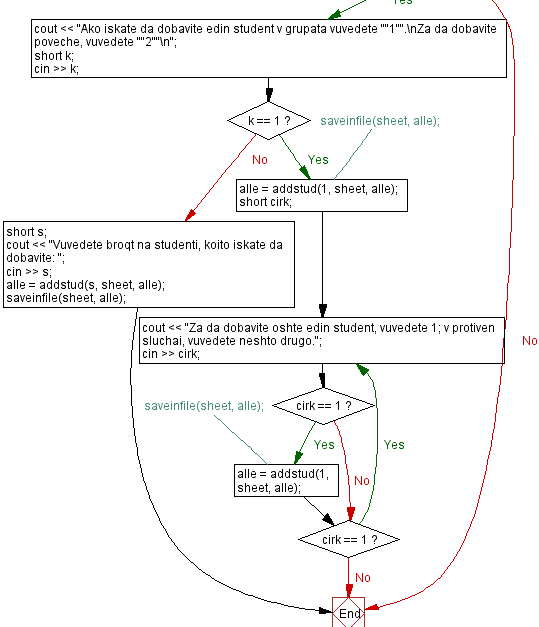 Yes
cout << "Ako iskate da dobavite edin student v grupata vuvedete ""1"".\nZa da dobavite
poveche, vuvedete ""2""\n";
short k;
cin >> k;
k == 1 ?
saveinfile(sheet, alle);
No
Yes
alle = addstud(1, sheet, alle);
short cirk;
short s;
cout << "Vuvedete broqt na studenti, koito iskate da
dobavite: ";
cin >> s;
alle = addstud(s, sheet, alle);
saveinfile(sheet, alle);
cout << "Za da dobavite oshte edin student, vuvedete 1; v protiven
sluchai, vuvedete neshto drugo.";
cin >> cirk;
No
cirk == 1 ?
saveinfile(sheet, alle);
Yes
Yes
alle = addstud(1,
sheet, alle);
No
cirk == 1 ?
No
End